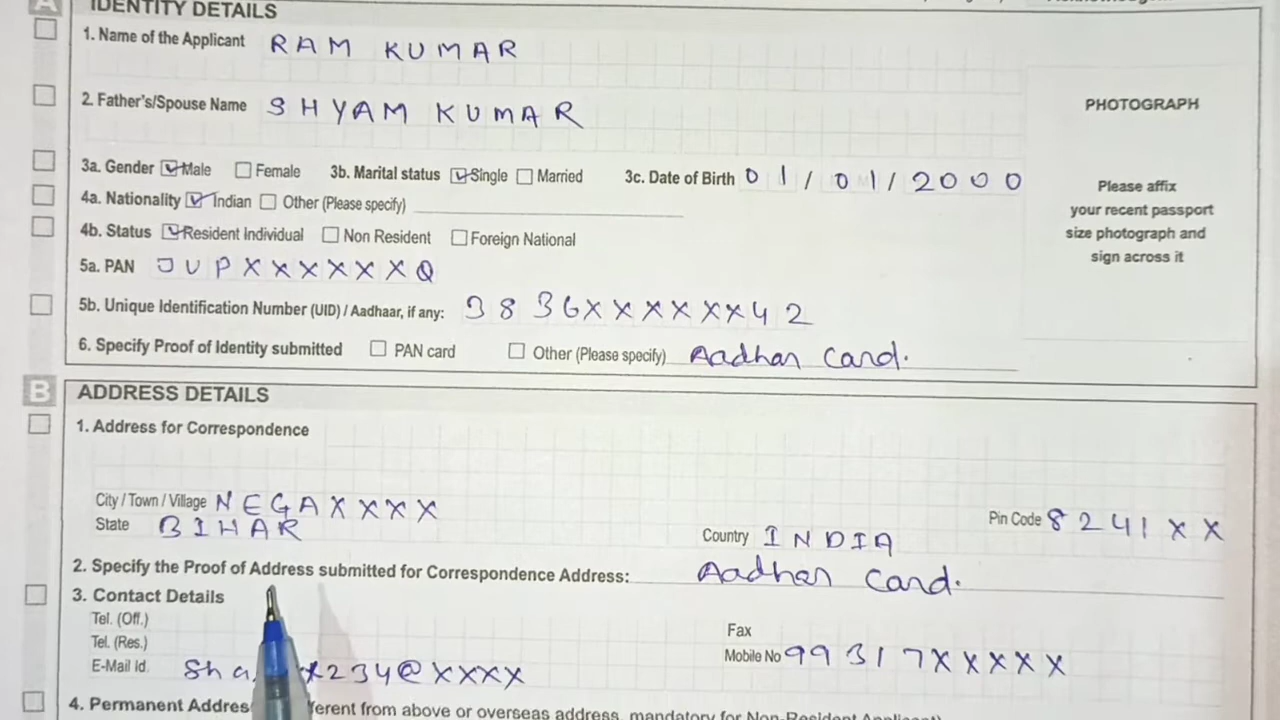 A IDENTITY DETAILS
1. Name of the Applicant RAM KUMAR
2. Father's/Spouse Name SHYAM KUMAR
PHOTOGRAPH
3a. Gender Male Female 3b. Marital status Single Married 3c. Date of Birth 01/01/2000
Please affix
your recent passport
size photograph and
sign across it
4a. Nationality Indian Other (Please specify)
4b. Status Resident Individual Non Resident Foreign National
5a. PAN JUPXXXXXXQ
5b. Unique Identification Number (UID) / Aadhaar, if any: 3836XXXXXX42
6. Specify Proof of Identity submitted PAN card Other (Please specify) Aadhar Card.
B ADDRESS DETAILS
1. Address for Correspondence
City / Town / Village NEGAXXXX
Pin Code 8241XX
State BIHAR
Country INDIA
2. Specify the Proof of Address submitted for Correspondence Address: Aadhar Card.
3. Contact Details
Tel. (Off.)
Fax
Tel. (Res.)
Mobile No 99317XXXXX
E-Mail Id. 234@XXXX
4. Permanent Addres ferent from above or overseas address, mandatory for Non-Resident Applicant)